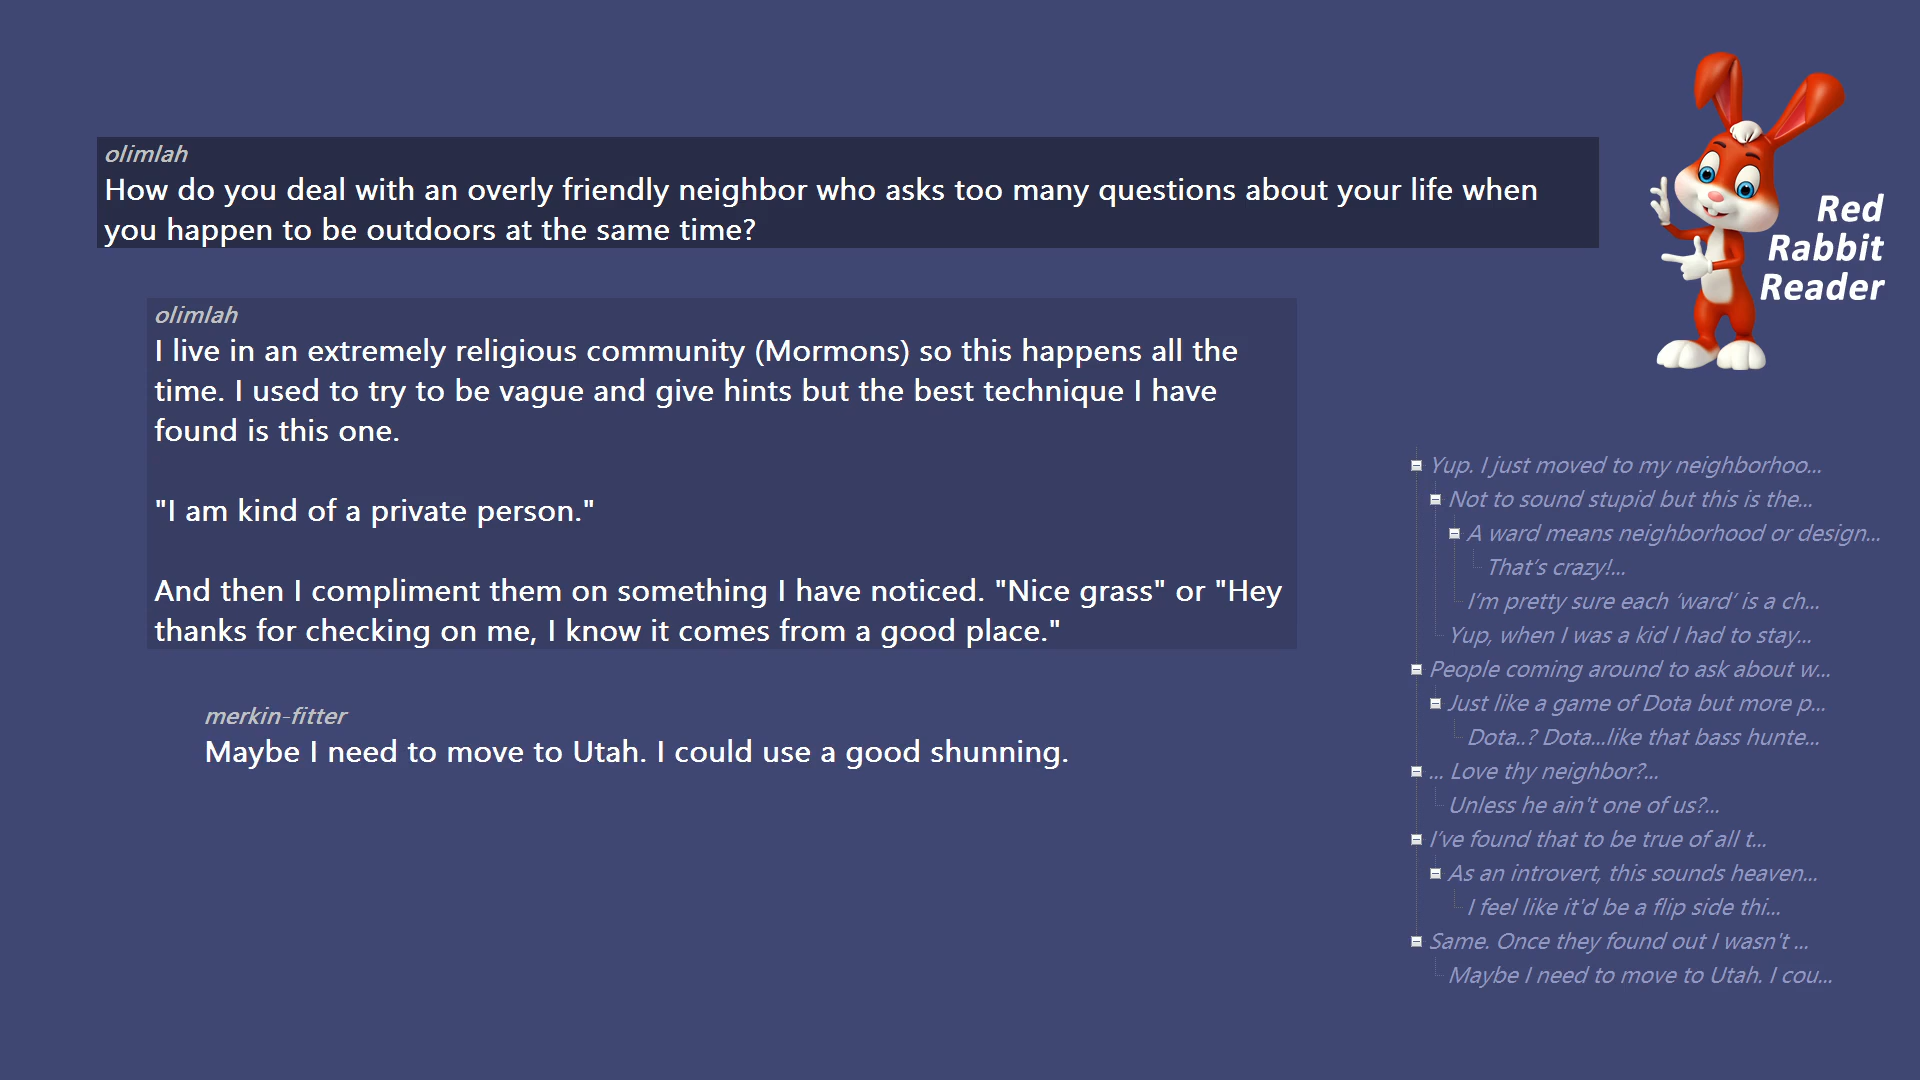 olimlah
How do you deal with an overly friendly neighbor who asks too many questions about your life when
you happen to be outdoors at the same time?
olimlah
I live in an extremely religious community (Mormons) so this happens all the
time. I used to try to be vague and give hints but the best technique I have
found is this one.
"I am kind of a private person."
And then I compliment them on something I have noticed. "Nice grass" or "Hey
thanks for checking on me, I know it comes from a good place."
merkin-fitter
Maybe I need to move to Utah. I could use a good shunning.
Red
Rabbit
Reader
Yup. I just moved to my neighborhoo...
Not to sound stupid but this is the...
A ward means neighborhood or design...
That’s crazy!...
I’m pretty sure each ‘ward’ is a ch...
Yup, when I was a kid I had to stay...
People coming around to ask about w...
Just like a game of Dota but more p...
Dota..? Dota...like that bass hunte...
... Love thy neighbor?...
Unless he ain't one of us?...
I’ve found that to be true of all t...
As an introvert, this sounds heaven...
I feel like it'd be a flip side thi...
Same. Once they found out I wasn't ...
Maybe I need to move to Utah. I cou...